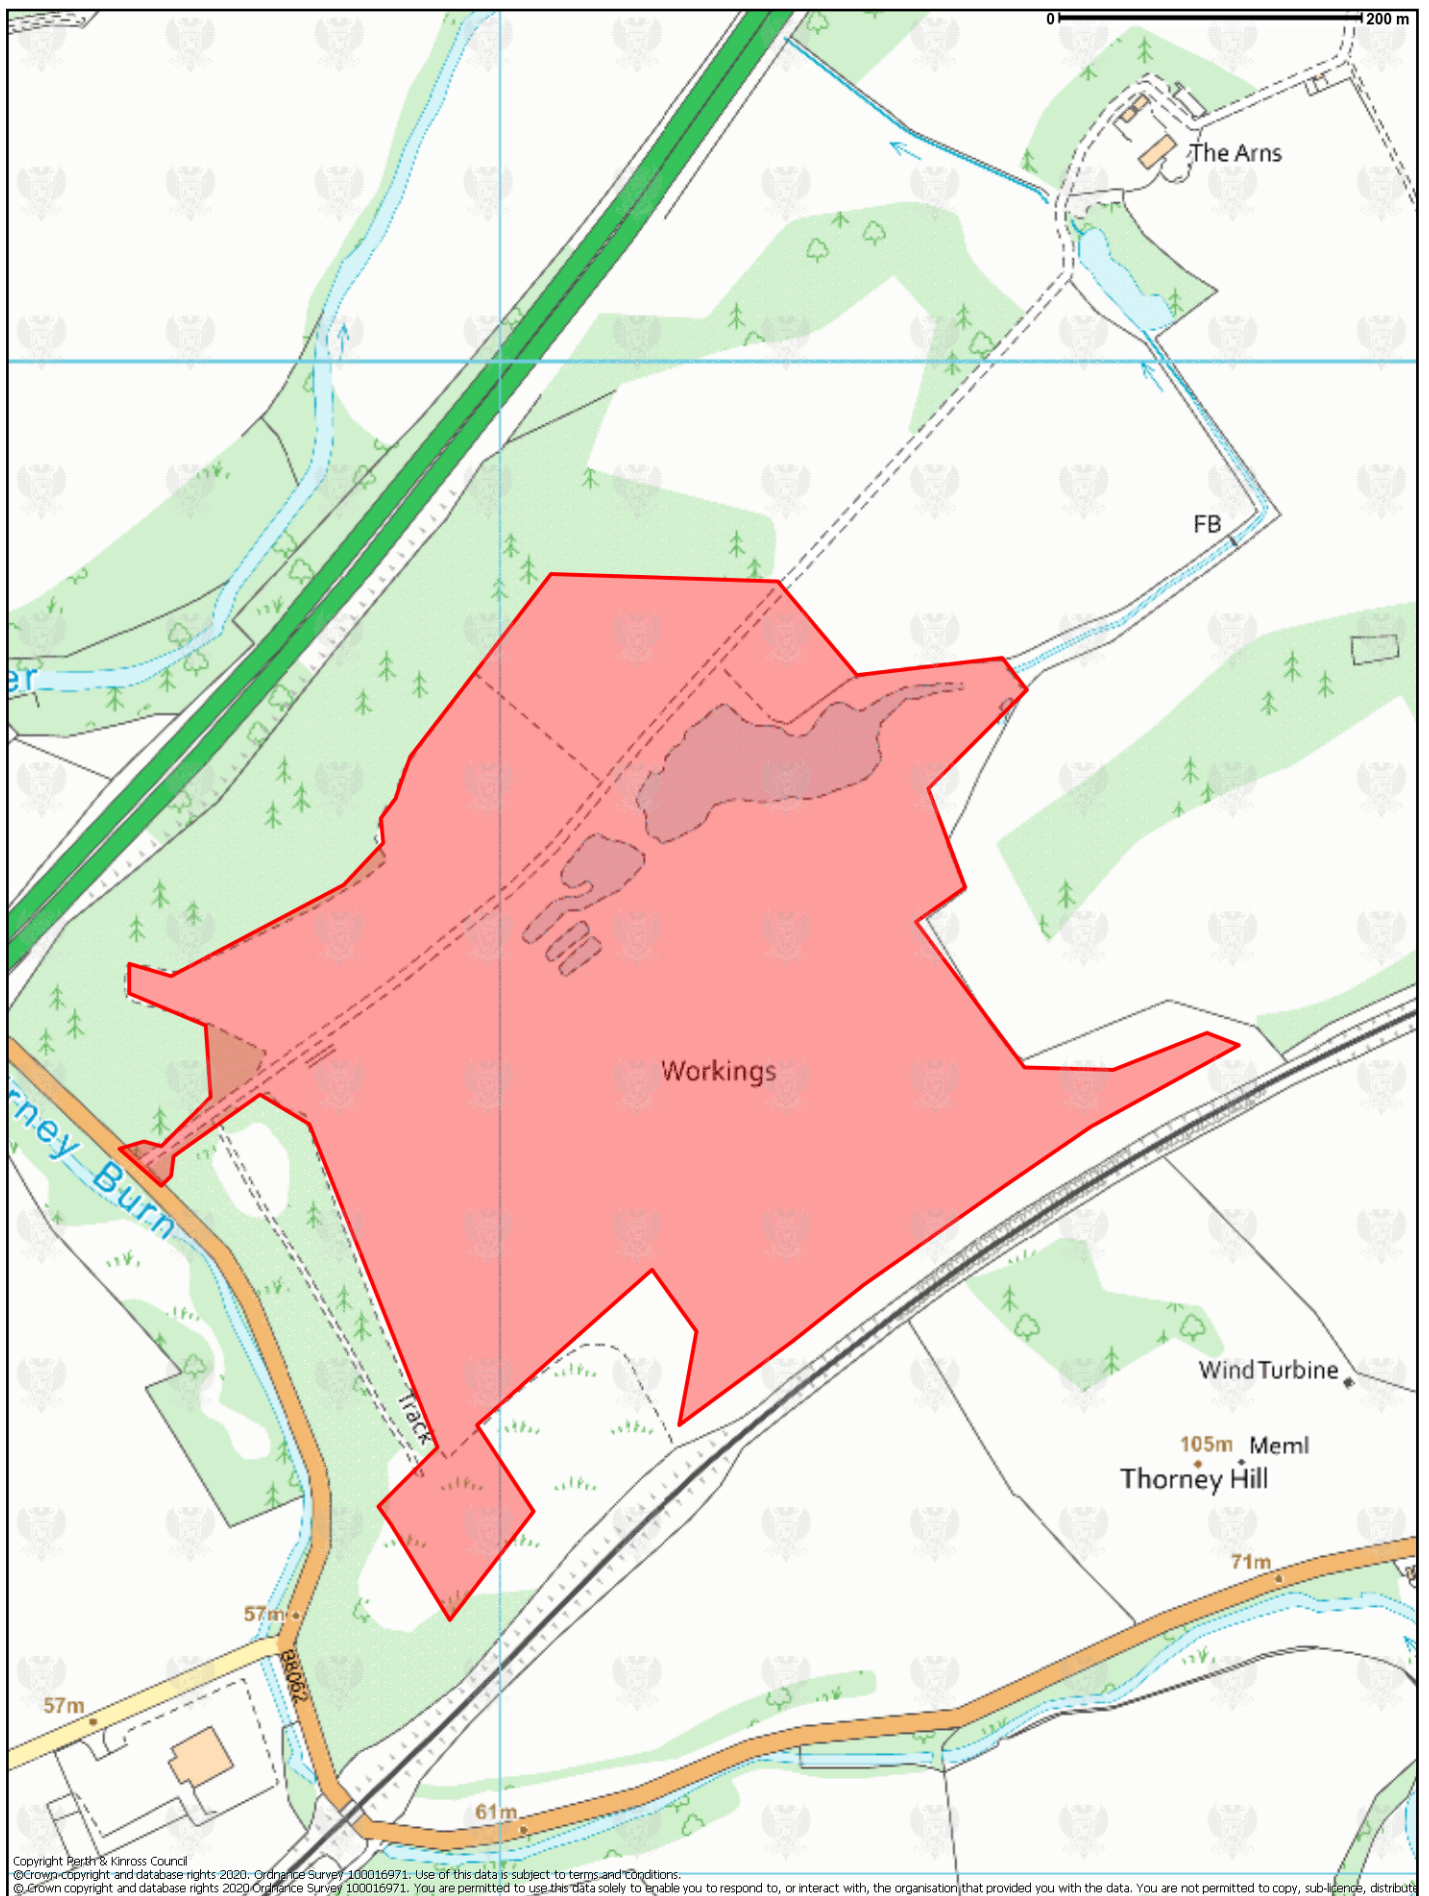 0 200 m
The Arns
FB
er
Workings
rney Burn
Track
Wind Turbine
105m Meml
Thorney Hill
71m
57m
B8062
57m
61m
Copyright Perth & Kinross Council
©Crown copyright and database rights 2020. Ordnance Survey 100016971. Use of this data is subject to terms and conditions.
© Crown copyright and database rights 2020 Ordnance Survey 100016971. You are permitted to use this data solely to enable you to respond to, or interact with, the organisation that provided you with the data. You are not permitted to copy, sub-licence, distribute